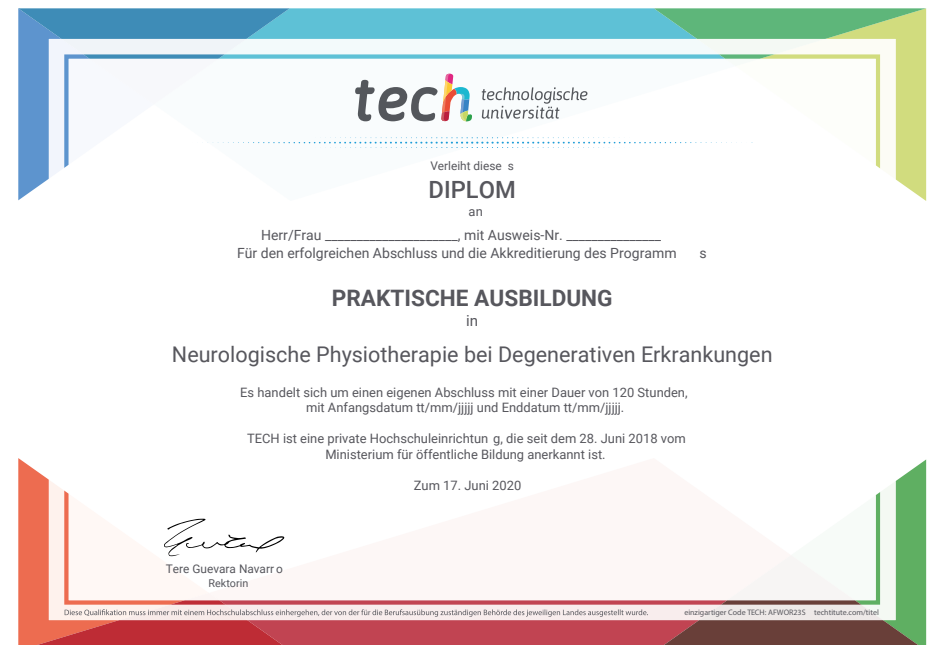 tech technologische
universität
Verleiht diese s
DIPLOM
an
Herr/Frau _____________________, mit Ausweis-Nr. _______________
Für den erfolgreichen Abschluss und die Akkreditierung des Programm s
PRAKTISCHE AUSBILDUNG
in
Neurologische Physiotherapie bei Degenerativen Erkrankungen
Es handelt sich um einen eigenen Abschluss mit einer Dauer von 120 Stunden,
mit Anfangsdatum tt/mm/jjjjj und Enddatum tt/mm/jjjjj.
TECH ist eine private Hochschuleinrichtun g, die seit dem 28. Juni 2018 vom
Ministerium für öffentliche Bildung anerkannt ist.
Zum 17. Juni 2020
Tere Guevara Navarr o
Rektorin
Diese Qualifikation muss immer mit einem Hochschulabschluss einhergehen, der von der für die Berufsausübung zuständigen Behörde des jeweiligen Landes ausgestellt wurde. einzigartiger Code TECH: AFWOR23S techtitute.com/titel